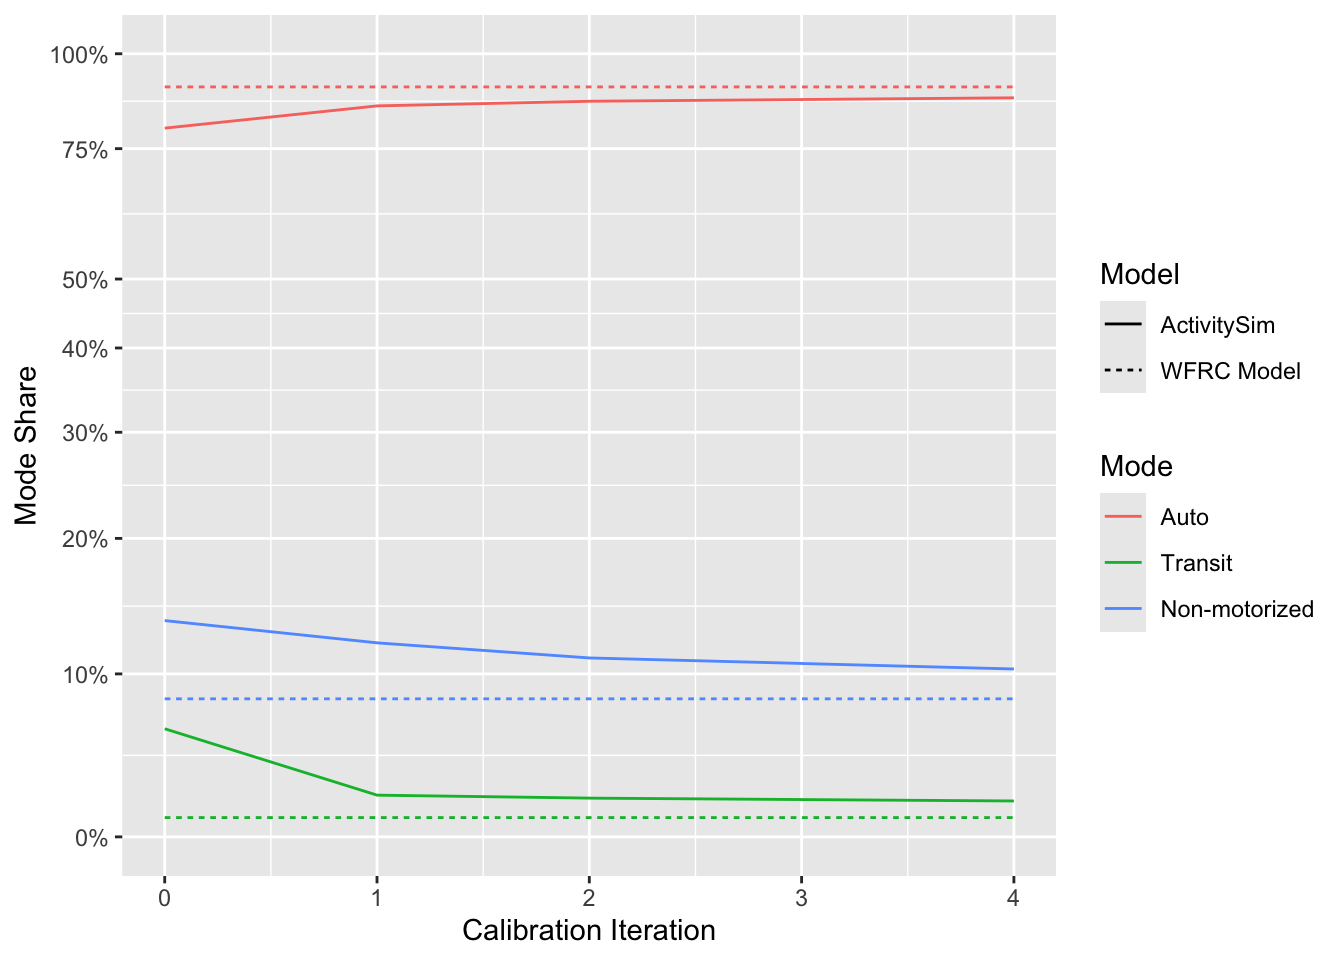 100%
75%
50%
40%
30%
20%
10%
0%
Mode Share
0 1 2 3 4
Calibration Iteration
Model
ActivitySim
WFRC Model
Mode
Auto
Transit
Non-motorized